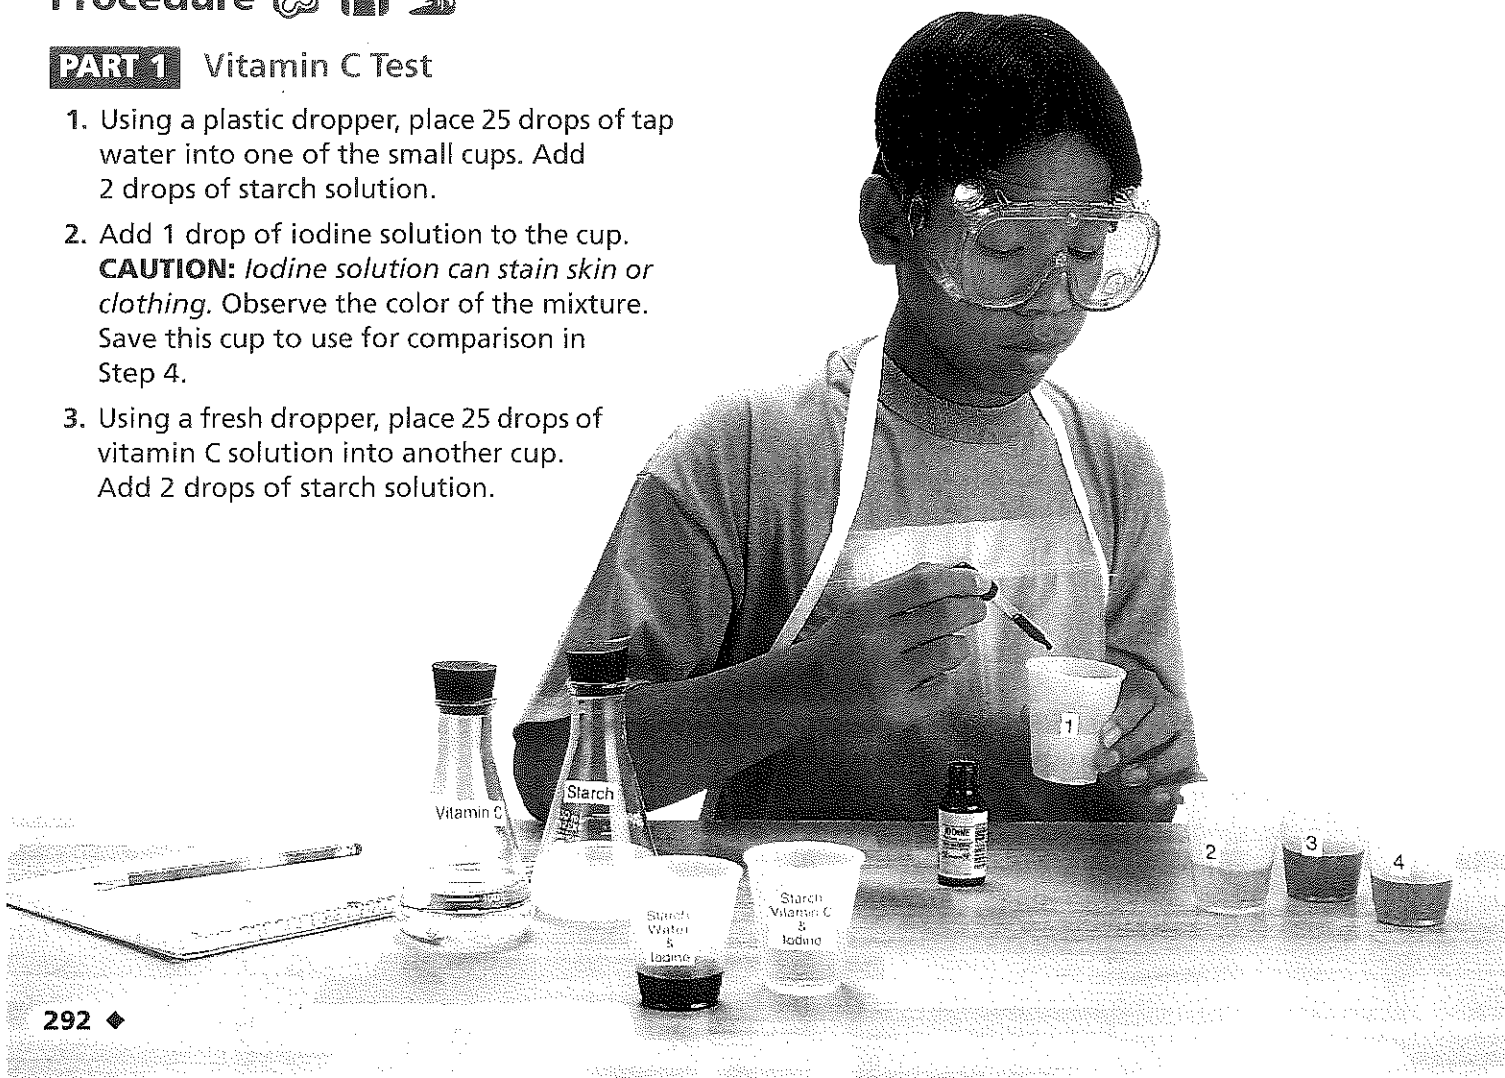 Procedure
PART 1 Vitamin C Test
1. Using a plastic dropper, place 25 drops of tap
water into one of the small cups. Add
2 drops of starch solution.
2. Add 1 drop of iodine solution to the cup.
CAUTION: Iodine solution can stain skin or
clothing. Observe the color of the mixture.
Save this cup to use for comparison in
Step 4.
3. Using a fresh dropper, place 25 drops of
vitamin C solution into another cup.
Add 2 drops of starch solution.
1
Vitamin C
Starch
IODINE
2
3
4
Starch
Water
&
Iodine
Starch
Vitamin C
&
Iodine
292 ◆